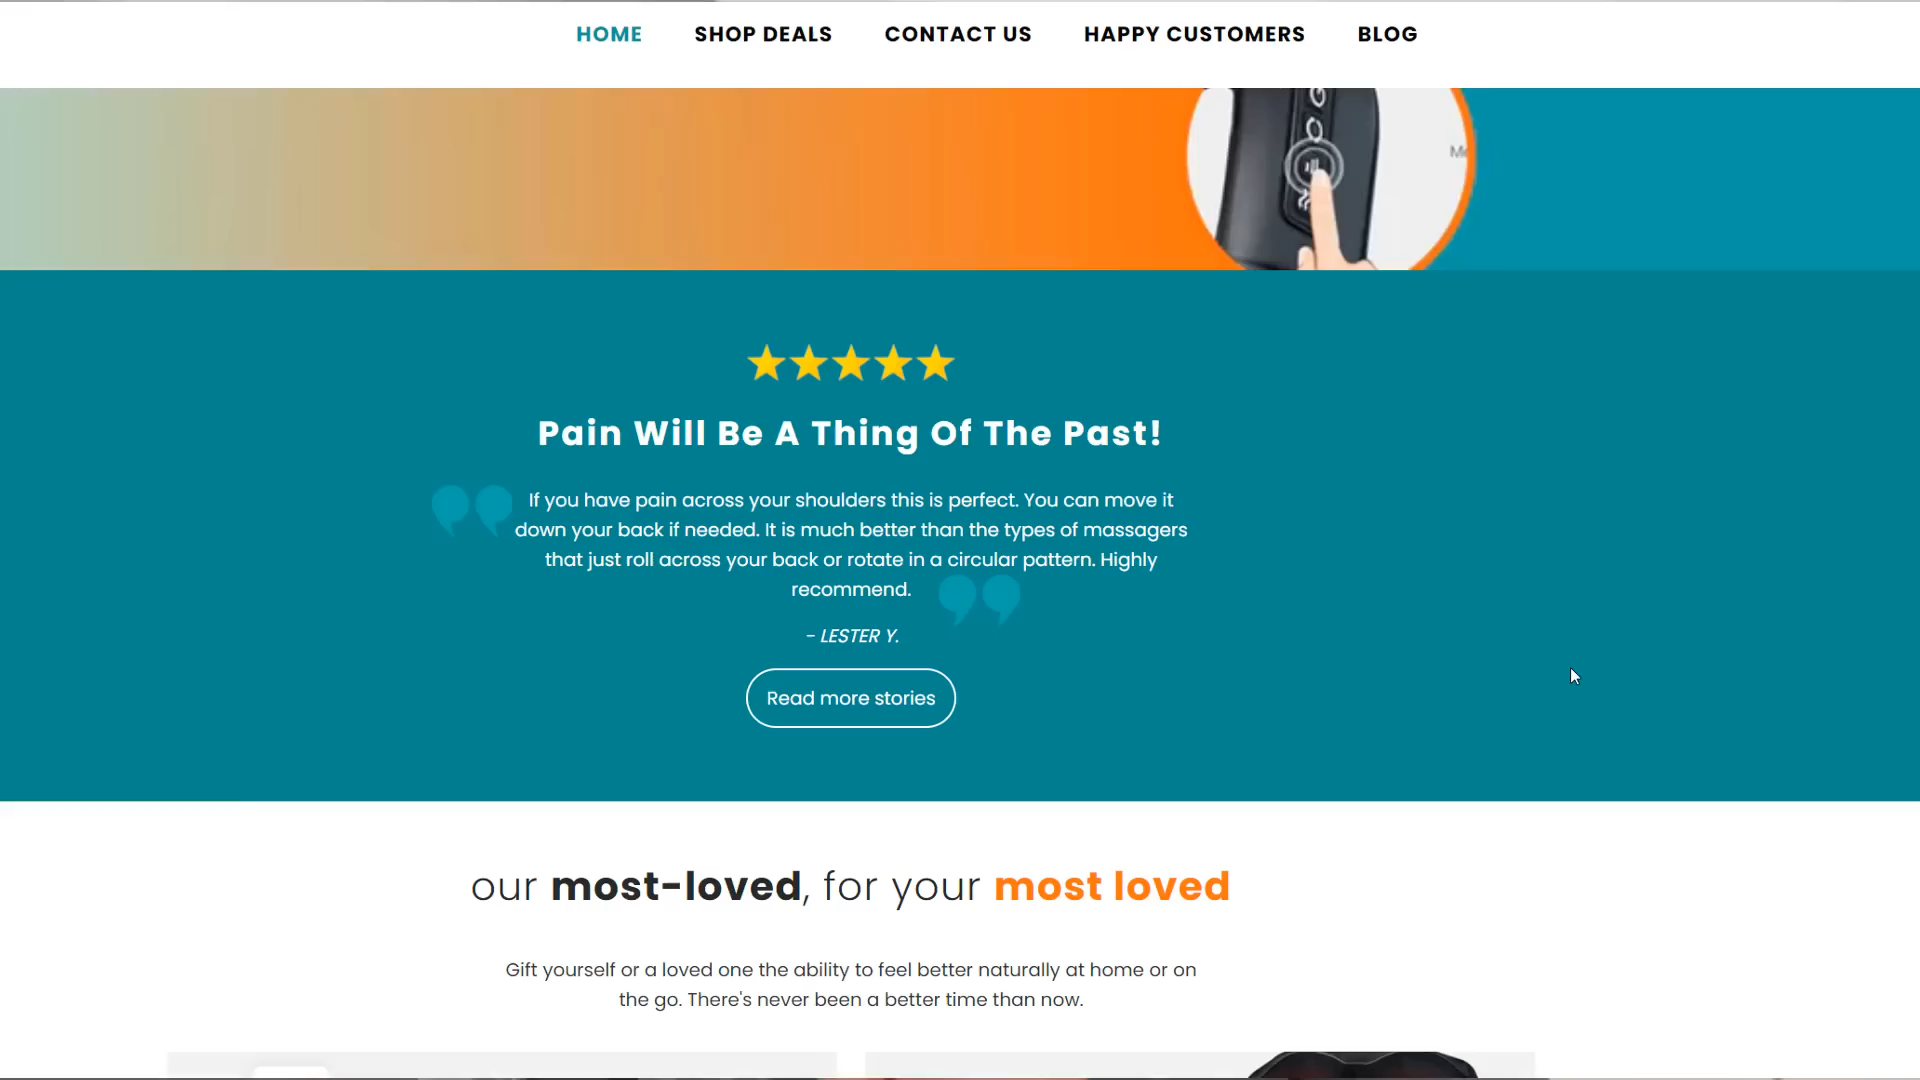 HOME SHOP DEALS CONTACT US HAPPY CUSTOMERS BLOG
Pain Will Be A Thing Of The Past!
If you have pain across your shoulders this is perfect. You can move it
down your back if needed. It is much better than the types of massagers
that just roll across your back or rotate in a circular pattern. Highly
recommend.
- LESTER Y.
Read more stories
our most-loved, for your most loved
Gift yourself or a loved one the ability to feel better naturally at home or on
the go. There's never been a better time than now.